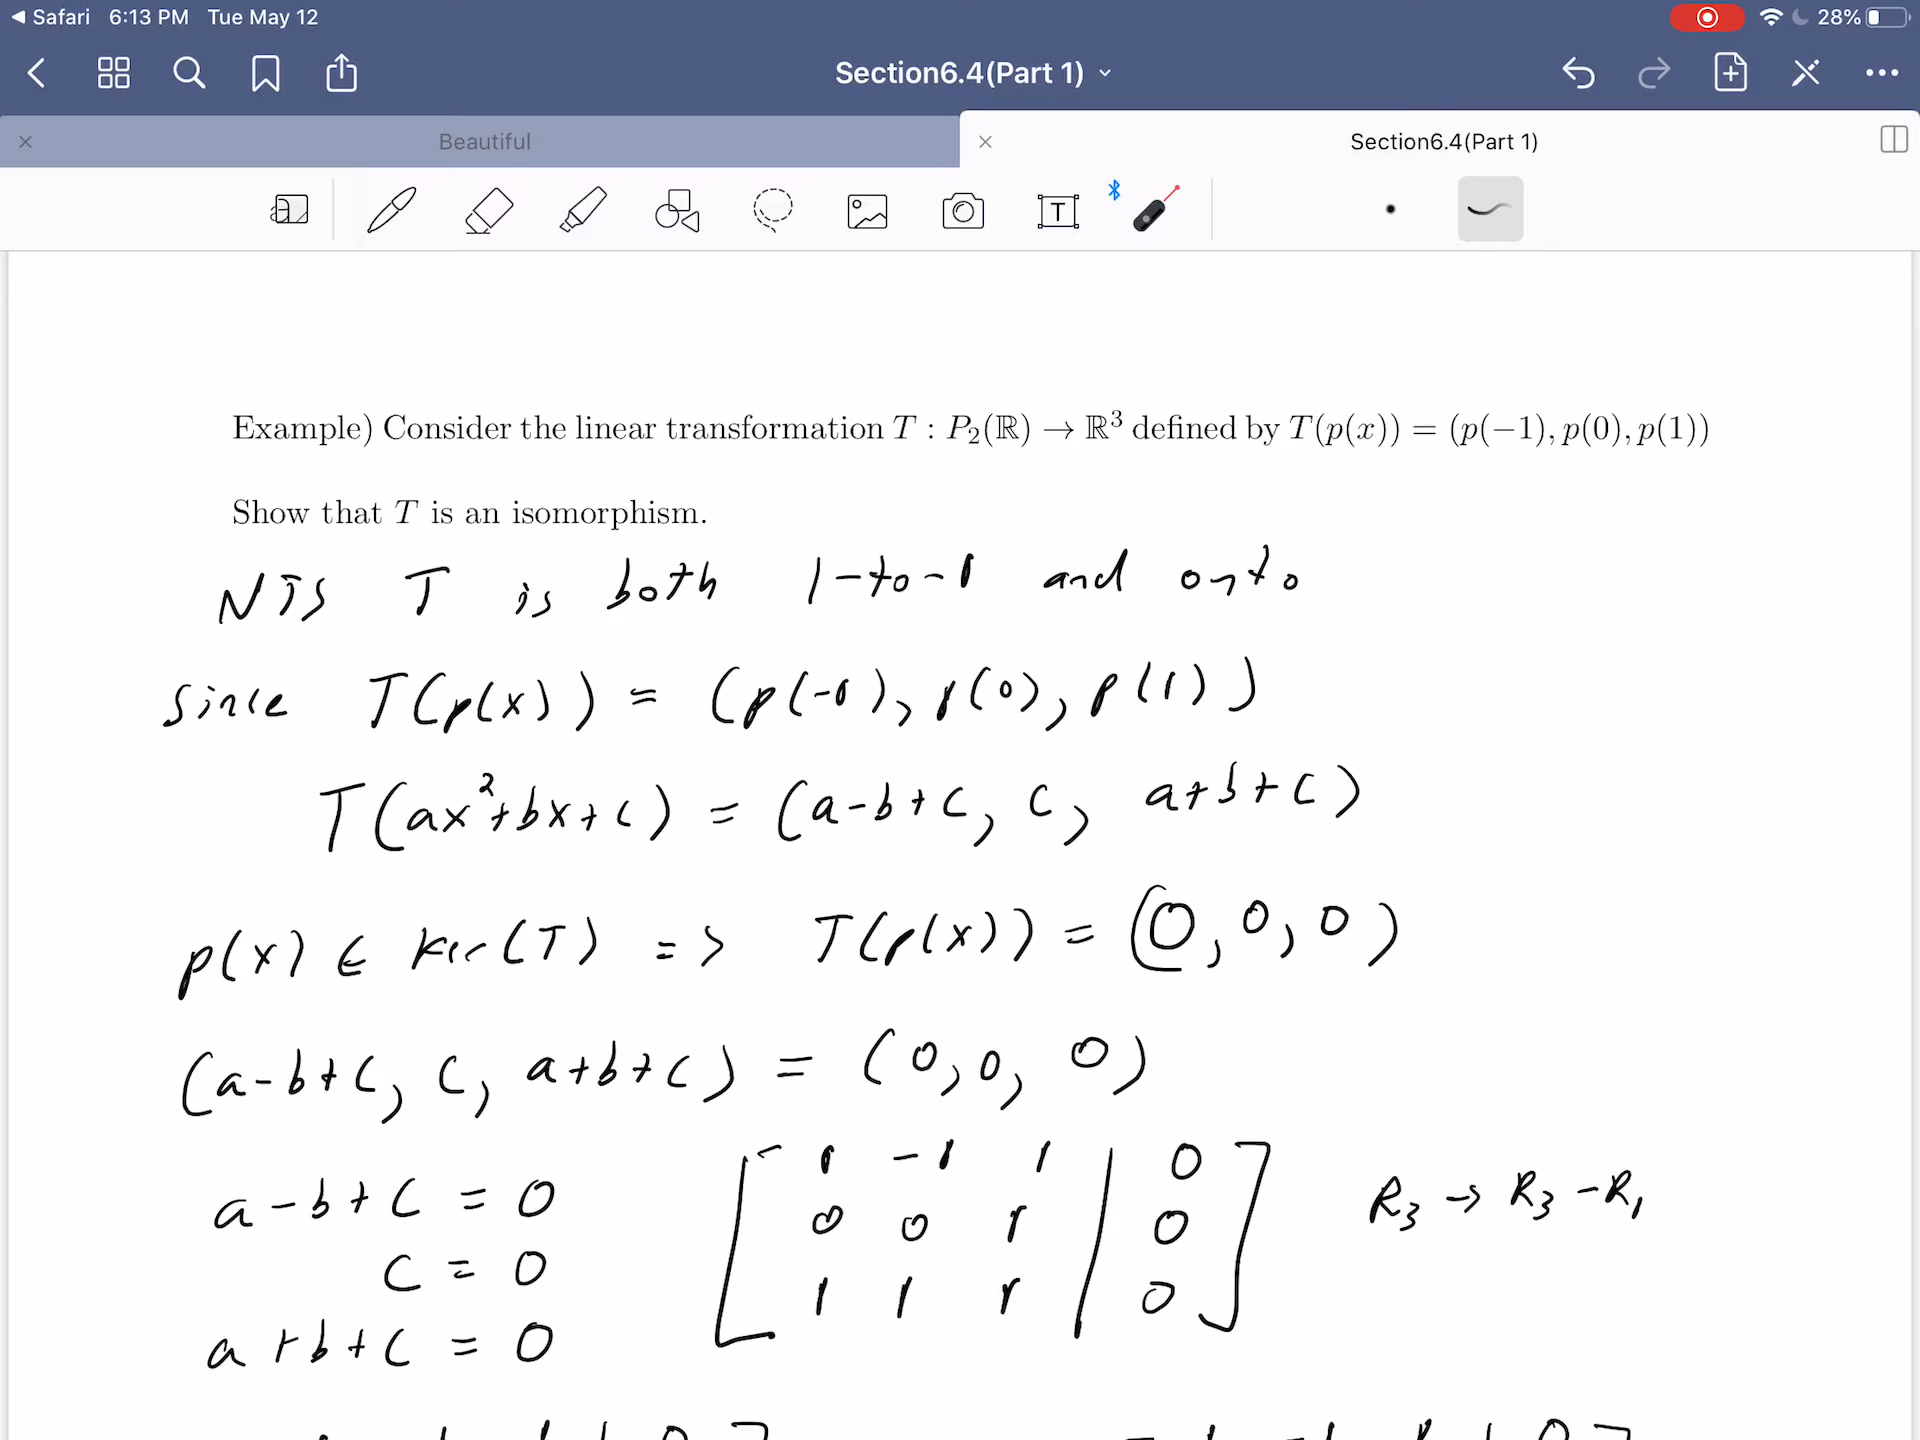 Safari 6:13 PM Tue May 12 28%
Section6.4(Part 1)
Beautiful Section6.4(Part 1)
a T
Example) Consider the linear transformation T : P₂(ℝ) → ℝ³ defined by T(p(x)) = (p(−1), p(0), p(1))
Show that T is an isomorphism.
NTS T is both 1-to-1 and onto
Since T(p(x)) = (p(-1), p(0), p(1))
T(ax²+bx+c) = (a-b+c, c, a+b+c)
p(x) ∈ Ker(T) => T(p(x)) = (0, 0, 0)
(a-b+c, c, a+b+c) = (0, 0, 0)
a-b+c = 0
c = 0
a+b+c = 0
[ 1 -1 1 | 0
0 0 1 | 0
1 1 1 | 0 ]
R₃ → R₃ - R₁